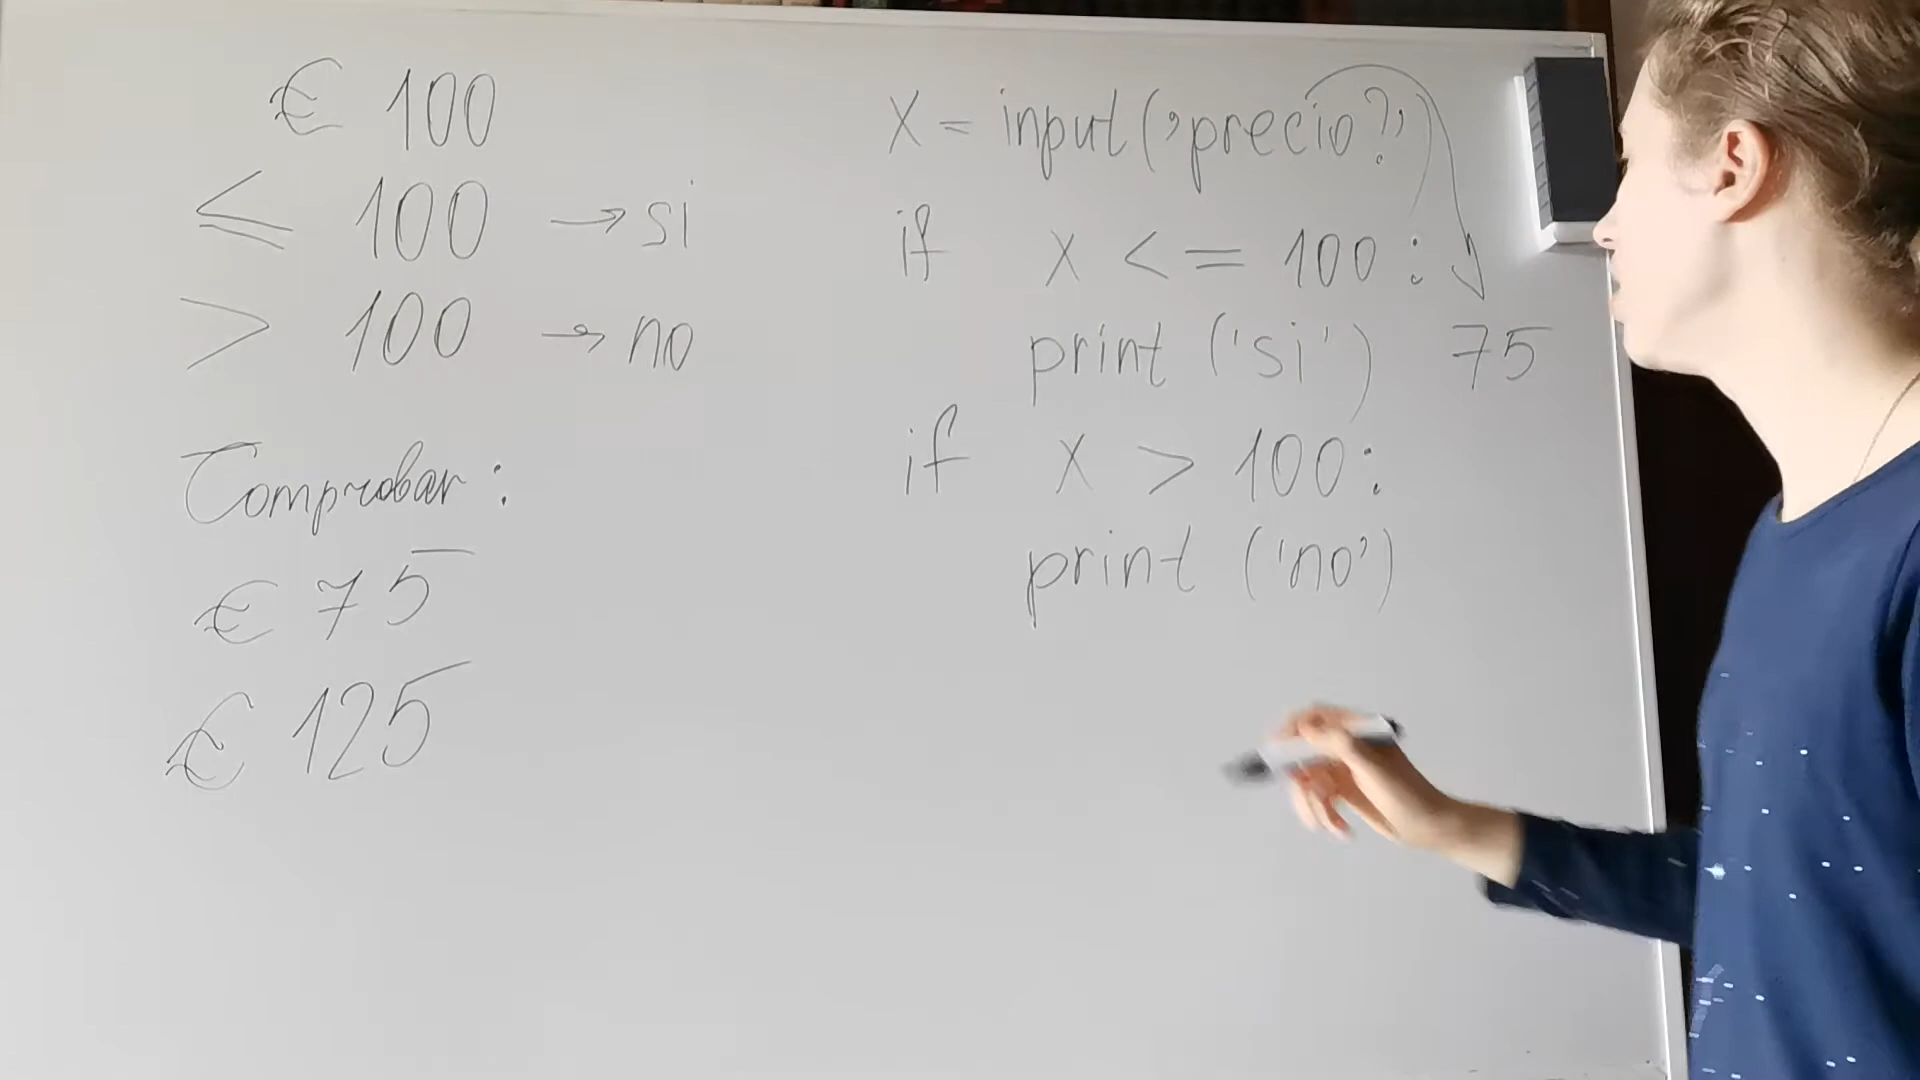 € 100
≤ 100 → si
> 100 → no
Comprobar:
€ 75
€ 125
x = input('precio?')
if x <= 100:
print ('si') 75
if x > 100:
print ('no')